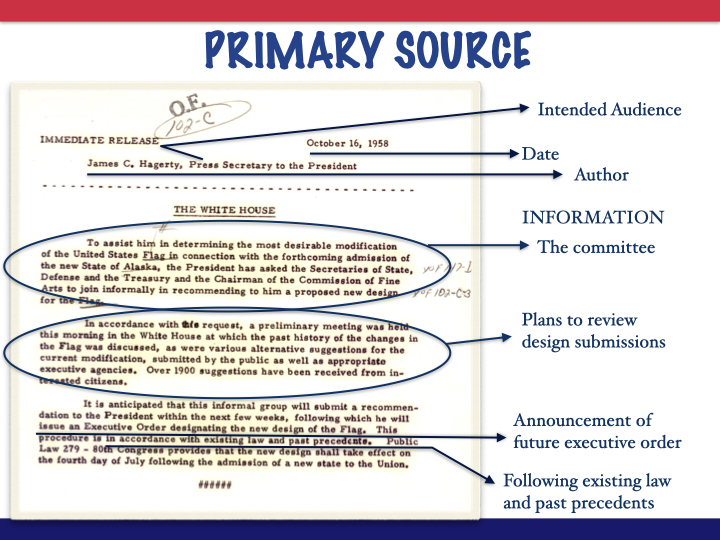 PRIMARY SOURCE
O.F.
102-C
IMMEDIATE RELEASE
October 16, 1958
James C. Hagerty, Press Secretary to the President
THE WHITE HOUSE
To assist him in determining the most desirable modification
of the United States Flag in connection with the forthcoming admission of
the new State of Alaska, the President has asked the Secretaries of State,
Defense and the Treasury and the Chairman of the Commission of Fine
Arts to join informally in recommending to him a proposed new design
for the Flag.
In accordance with this request, a preliminary meeting was held
this morning in the White House at which the past history of the changes in
the Flag was discussed, as were various alternative suggestions for the
current modification, submitted by the public as well as appropriate
executive agencies. Over 1900 suggestions have been received from in-
terested citizens.
It is anticipated that this informal group will submit a recommen-
dation to the President within the next few weeks, following which he will
issue an Executive Order designating the new design of the Flag. This
procedure is in accordance with existing law and past precedents. Public
Law 279 - 80th Congress provides that the new design shall take effect on
the fourth day of July following the admission of a new state to the Union.
######
Intended Audience
Date
Author
INFORMATION
The committee
Plans to review
design submissions
Announcement of
future executive order
Following existing law
and past precedents